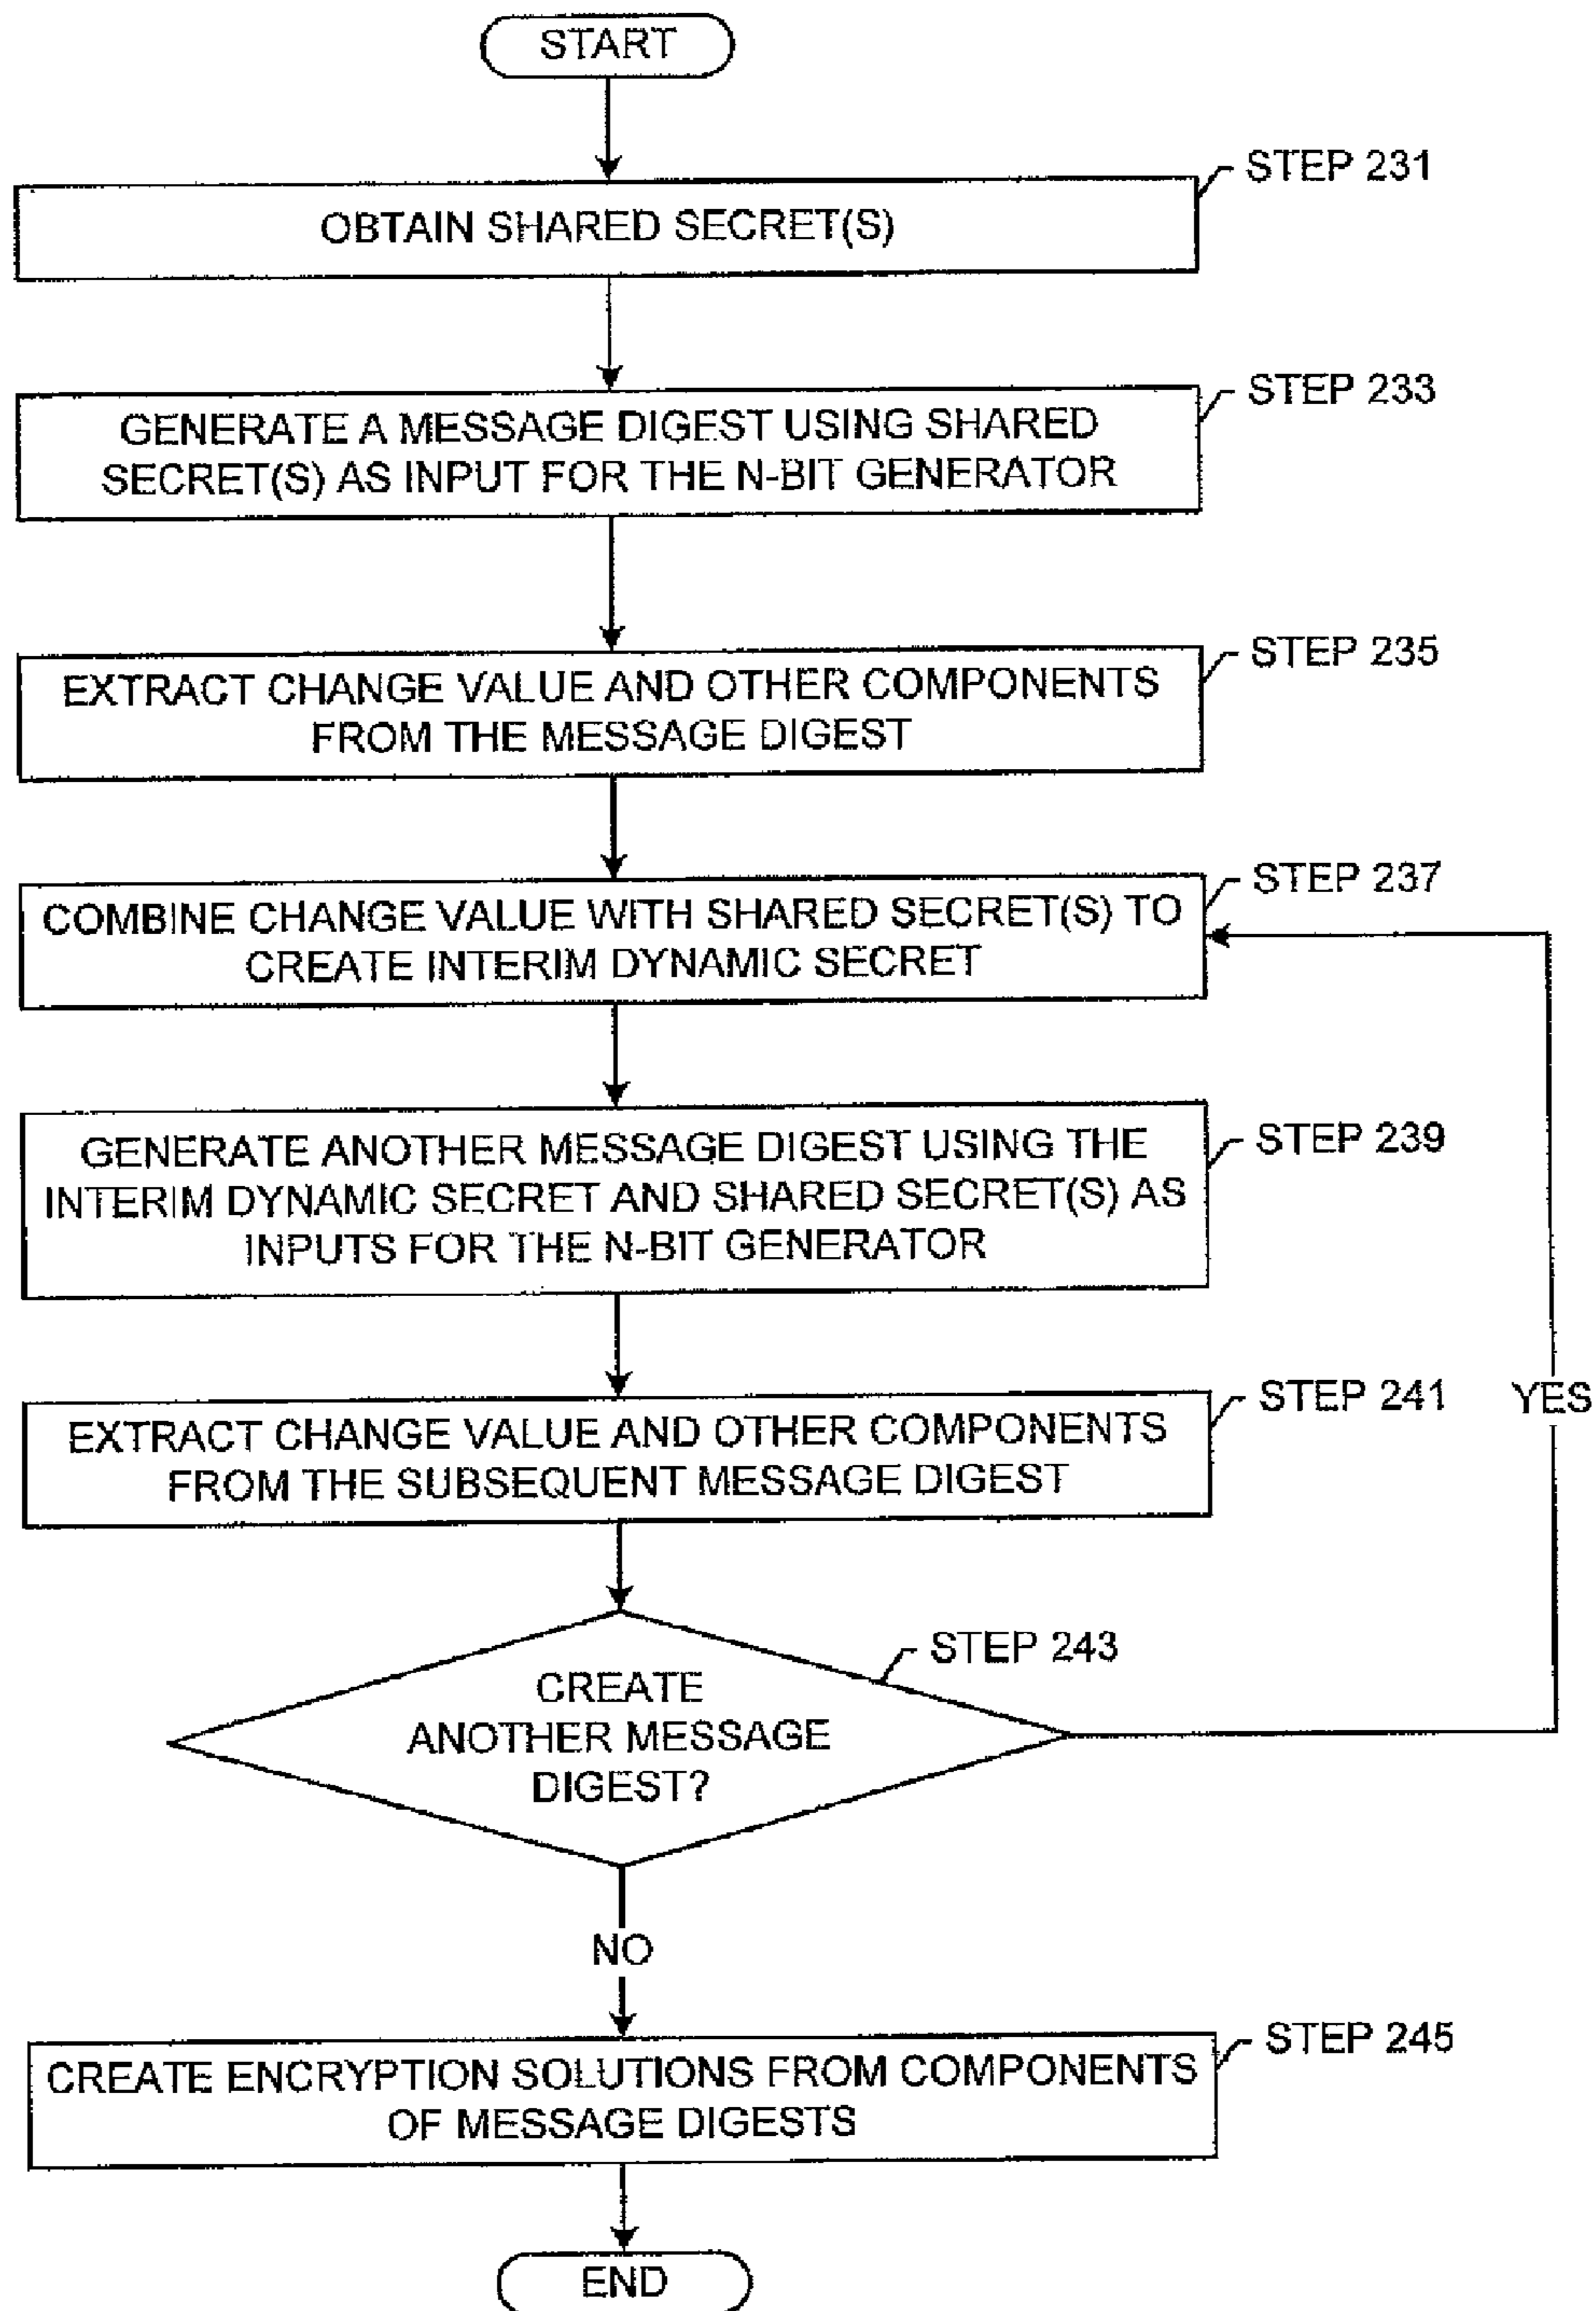 START
STEP 231
OBTAIN SHARED SECRET(S)
STEP 233
GENERATE A MESSAGE DIGEST USING SHARED
SECRET(S) AS INPUT FOR THE N-BIT GENERATOR
STEP 235
EXTRACT CHANGE VALUE AND OTHER COMPONENTS
FROM THE MESSAGE DIGEST
STEP 237
COMBINE CHANGE VALUE WITH SHARED SECRET(S) TO
CREATE INTERIM DYNAMIC SECRET
STEP 239
GENERATE ANOTHER MESSAGE DIGEST USING THE
INTERIM DYNAMIC SECRET AND SHARED SECRET(S) AS
INPUTS FOR THE N-BIT GENERATOR
STEP 241
YES
EXTRACT CHANGE VALUE AND OTHER COMPONENTS
FROM THE SUBSEQUENT MESSAGE DIGEST
STEP 243
CREATE
ANOTHER MESSAGE
DIGEST?
NO
STEP 245
CREATE ENCRYPTION SOLUTIONS FROM COMPONENTS
OF MESSAGE DIGESTS
END